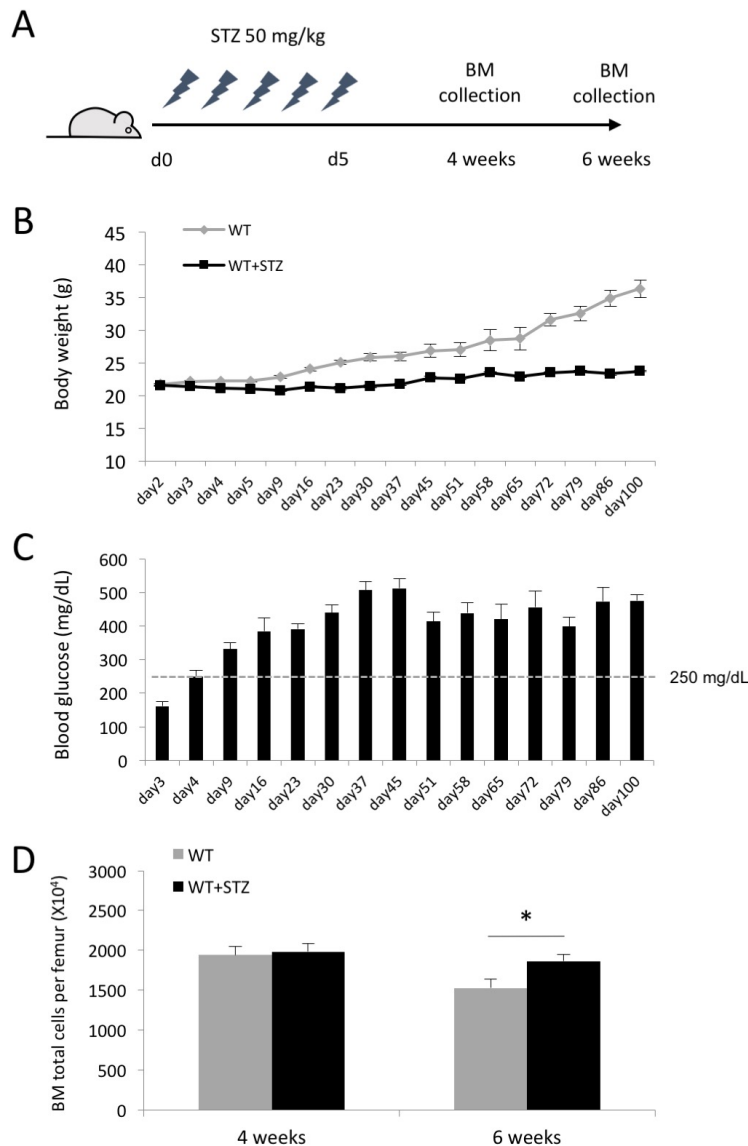 A
STZ 50 mg/kg
BM
collection
BM
collection
d0
d5
4 weeks
6 weeks
B
WT
WT+STZ
Body weight (g)
45
40
35
30
25
20
15
10
day2
day3
day4
day5
day9
day16
day23
day30
day37
day45
day51
day58
day65
day72
day79
day86
day100
C
Blood glucose (mg/dL)
600
500
400
300
200
100
0
250 mg/dL
day3
day4
day9
day16
day23
day30
day37
day45
day51
day58
day65
day72
day79
day86
day100
D
WT
WT+STZ
BM total cells per femur (X10⁴)
3000
2500
2000
1500
1000
500
0
*
4 weeks
6 weeks